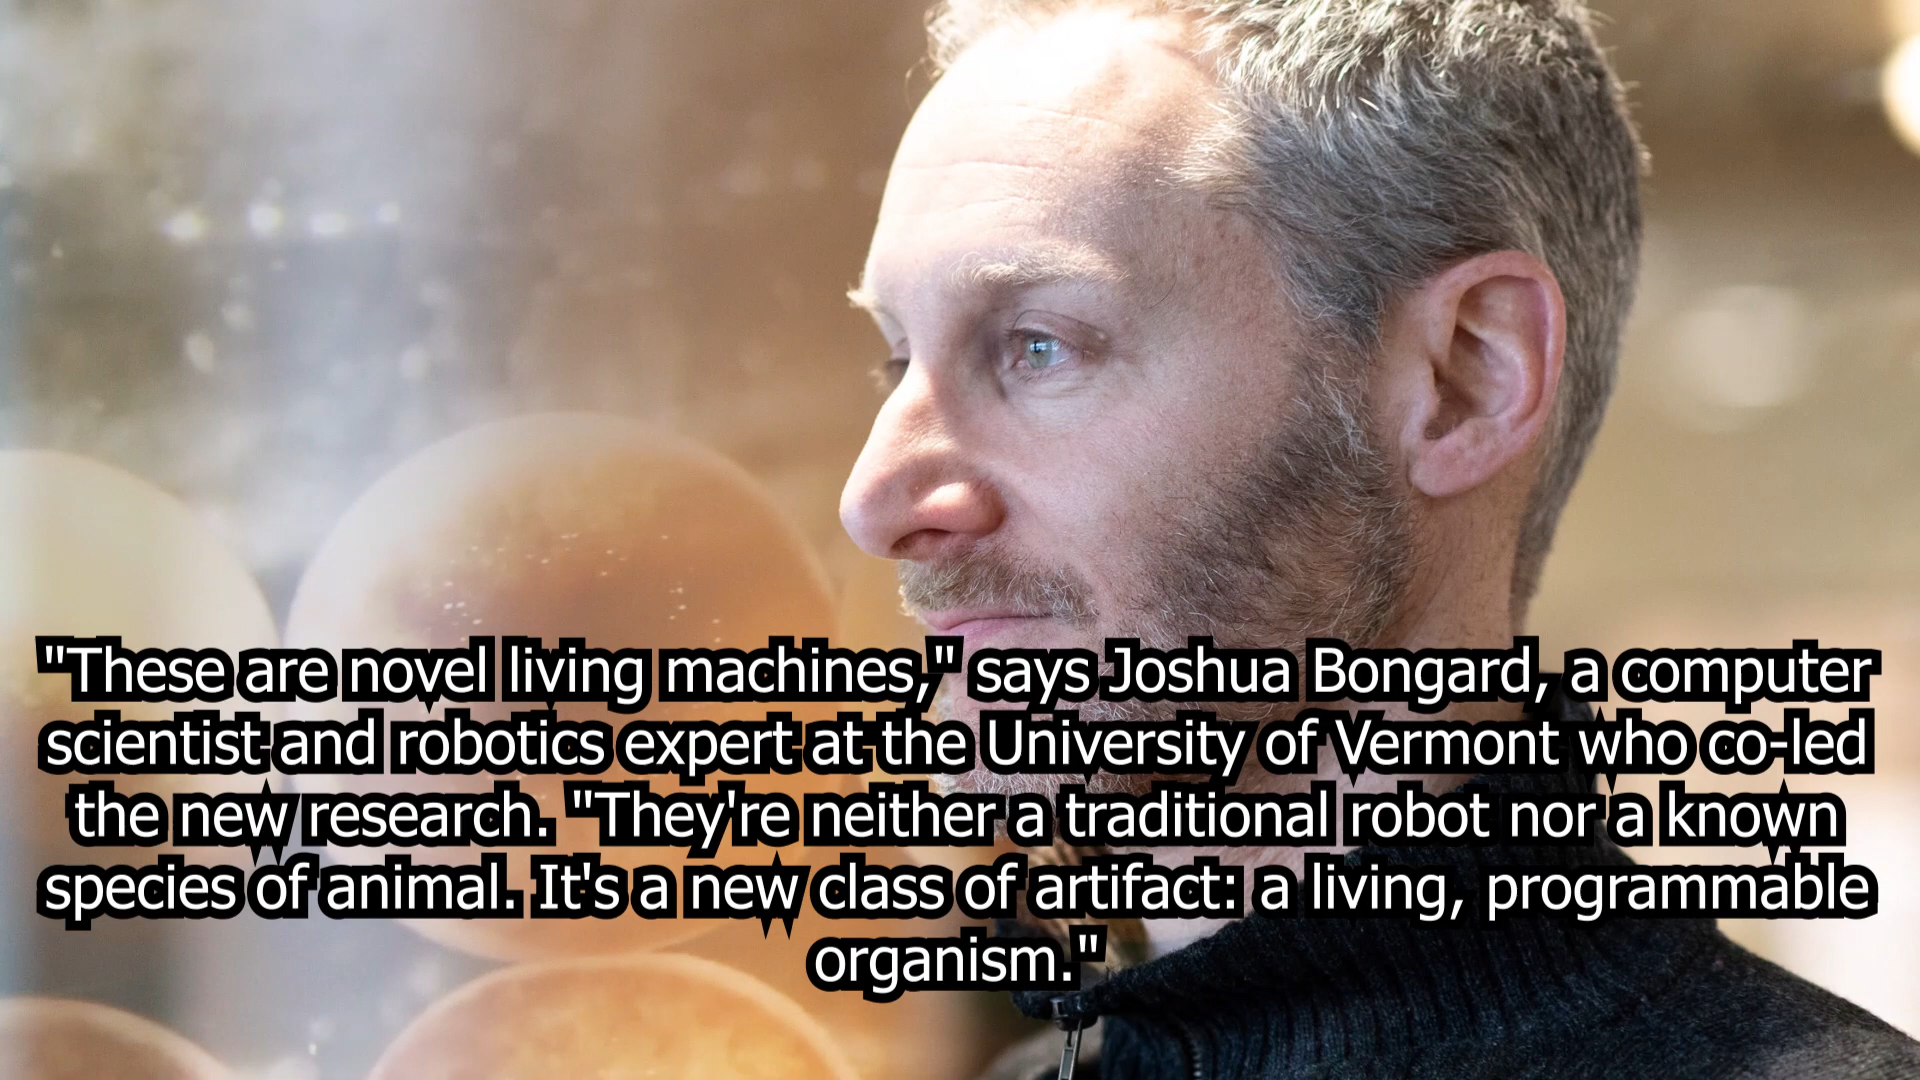 "These are novel living machines," says Joshua Bongard, a computer
scientist and robotics expert at the University of Vermont who co-led
the new research. "They're neither a traditional robot nor a known
species of animal. It's a new class of artifact: a living, programmable
organism."